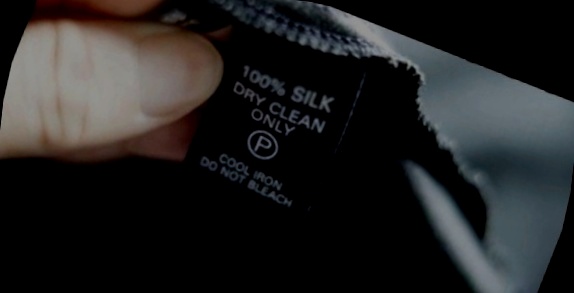 100% SILK
DRY CLEAN
ONLY
P
COOL IRON
DO NOT BLEACH